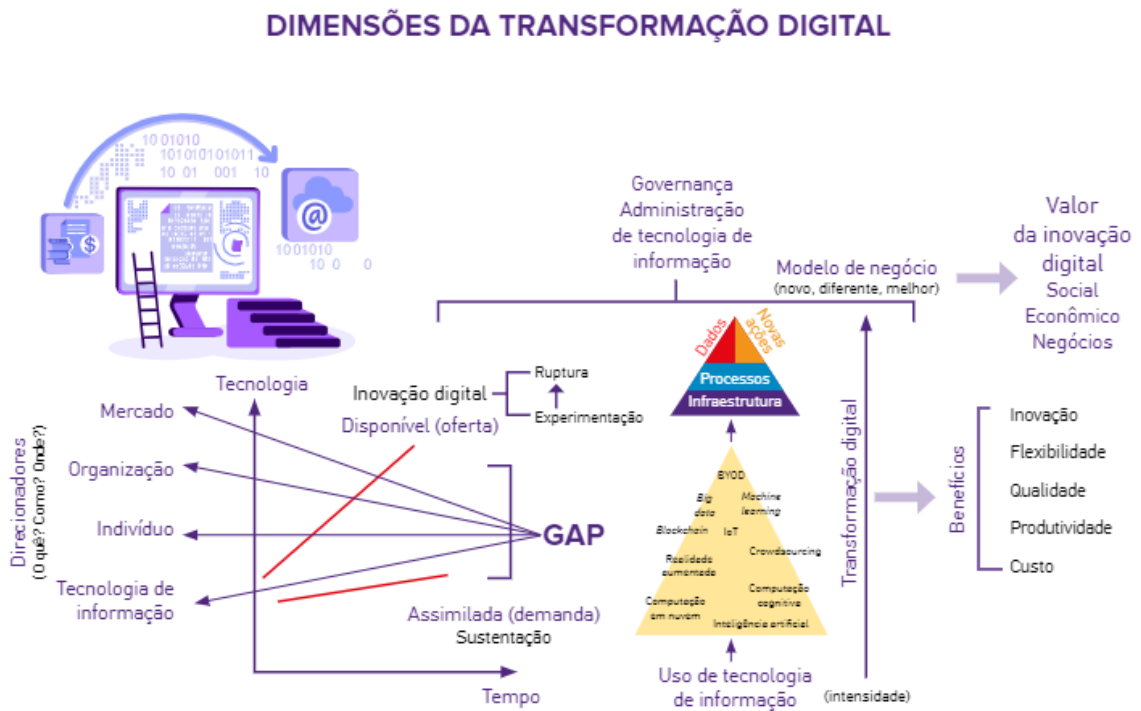 DIMENSÕES DA TRANSFORMAÇÃO DIGITAL
10 01010
10101010 01011
10 01 001 10
$
@
1001010
10 0 0
Governança
Administração
de tecnologia de
informação
Modelo de negócio
(novo, diferente, melhor)
Valor
da inovação
digital
Social
Econômico
Negócios
Direcionadores
(O quê? Como? Onde?)
Mercado
Organização
Indivíduo
Tecnologia de
informação
Tecnologia
Inovação digital
Ruptura
Experimentação
Disponível (oferta)
GAP
Assimilada (demanda)
Sustentação
Tempo
Dados
Novas
ações
Processos
Infraestrutura
BYOD
Big
data
Machine
learning
Blockchain
IoT
Crowdsourcing
Realidade
aumentada
Computação
cognitiva
Computação
em nuvem
Inteligência artificial
Uso de tecnologia
de informação
Transformação digital
(intensidade)
Benefícios
Inovação
Flexibilidade
Qualidade
Produtividade
Custo